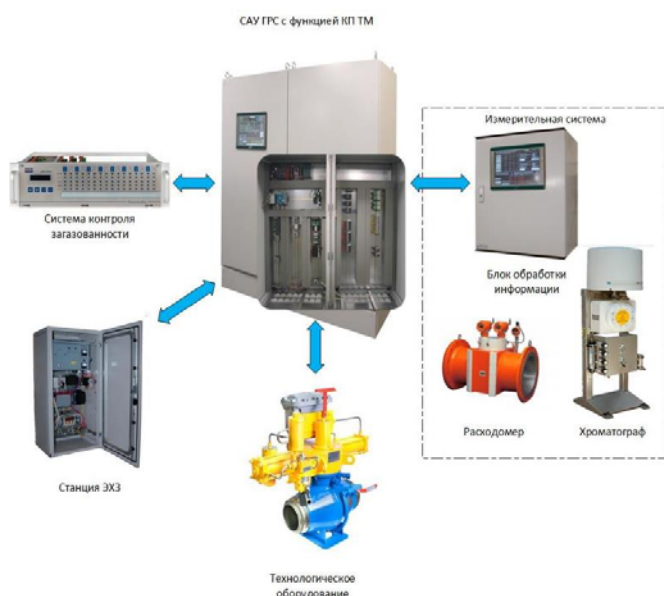 САУ ГРС с функцией КП ТМ
Измерительная система
Система контроля
загазованности
Блок обработки
информации
Расходомер
Хроматограф
Станция ЭХЗ
Технологическое
оборудование